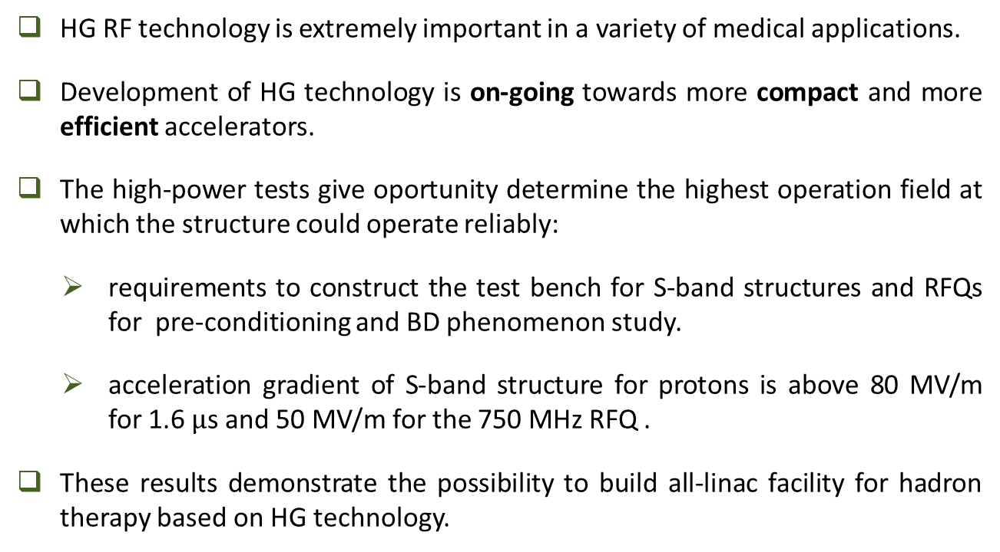 HG RF technology is extremely important in a variety of medical applications.
Development of HG technology is on-going towards more compact and more
efficient accelerators.
The high-power tests give oportunity determine the highest operation field at
which the structure could operate reliably:
requirements to construct the test bench for S-band structures and RFQs
for  pre-conditioning and BD phenomenon study.
acceleration gradient of S-band structure for protons is above 80 MV/m
for 1.6 μs and 50 MV/m for the 750 MHz RFQ .
These results demonstrate the possibility to build all-linac facility for hadron
therapy based on HG technology.